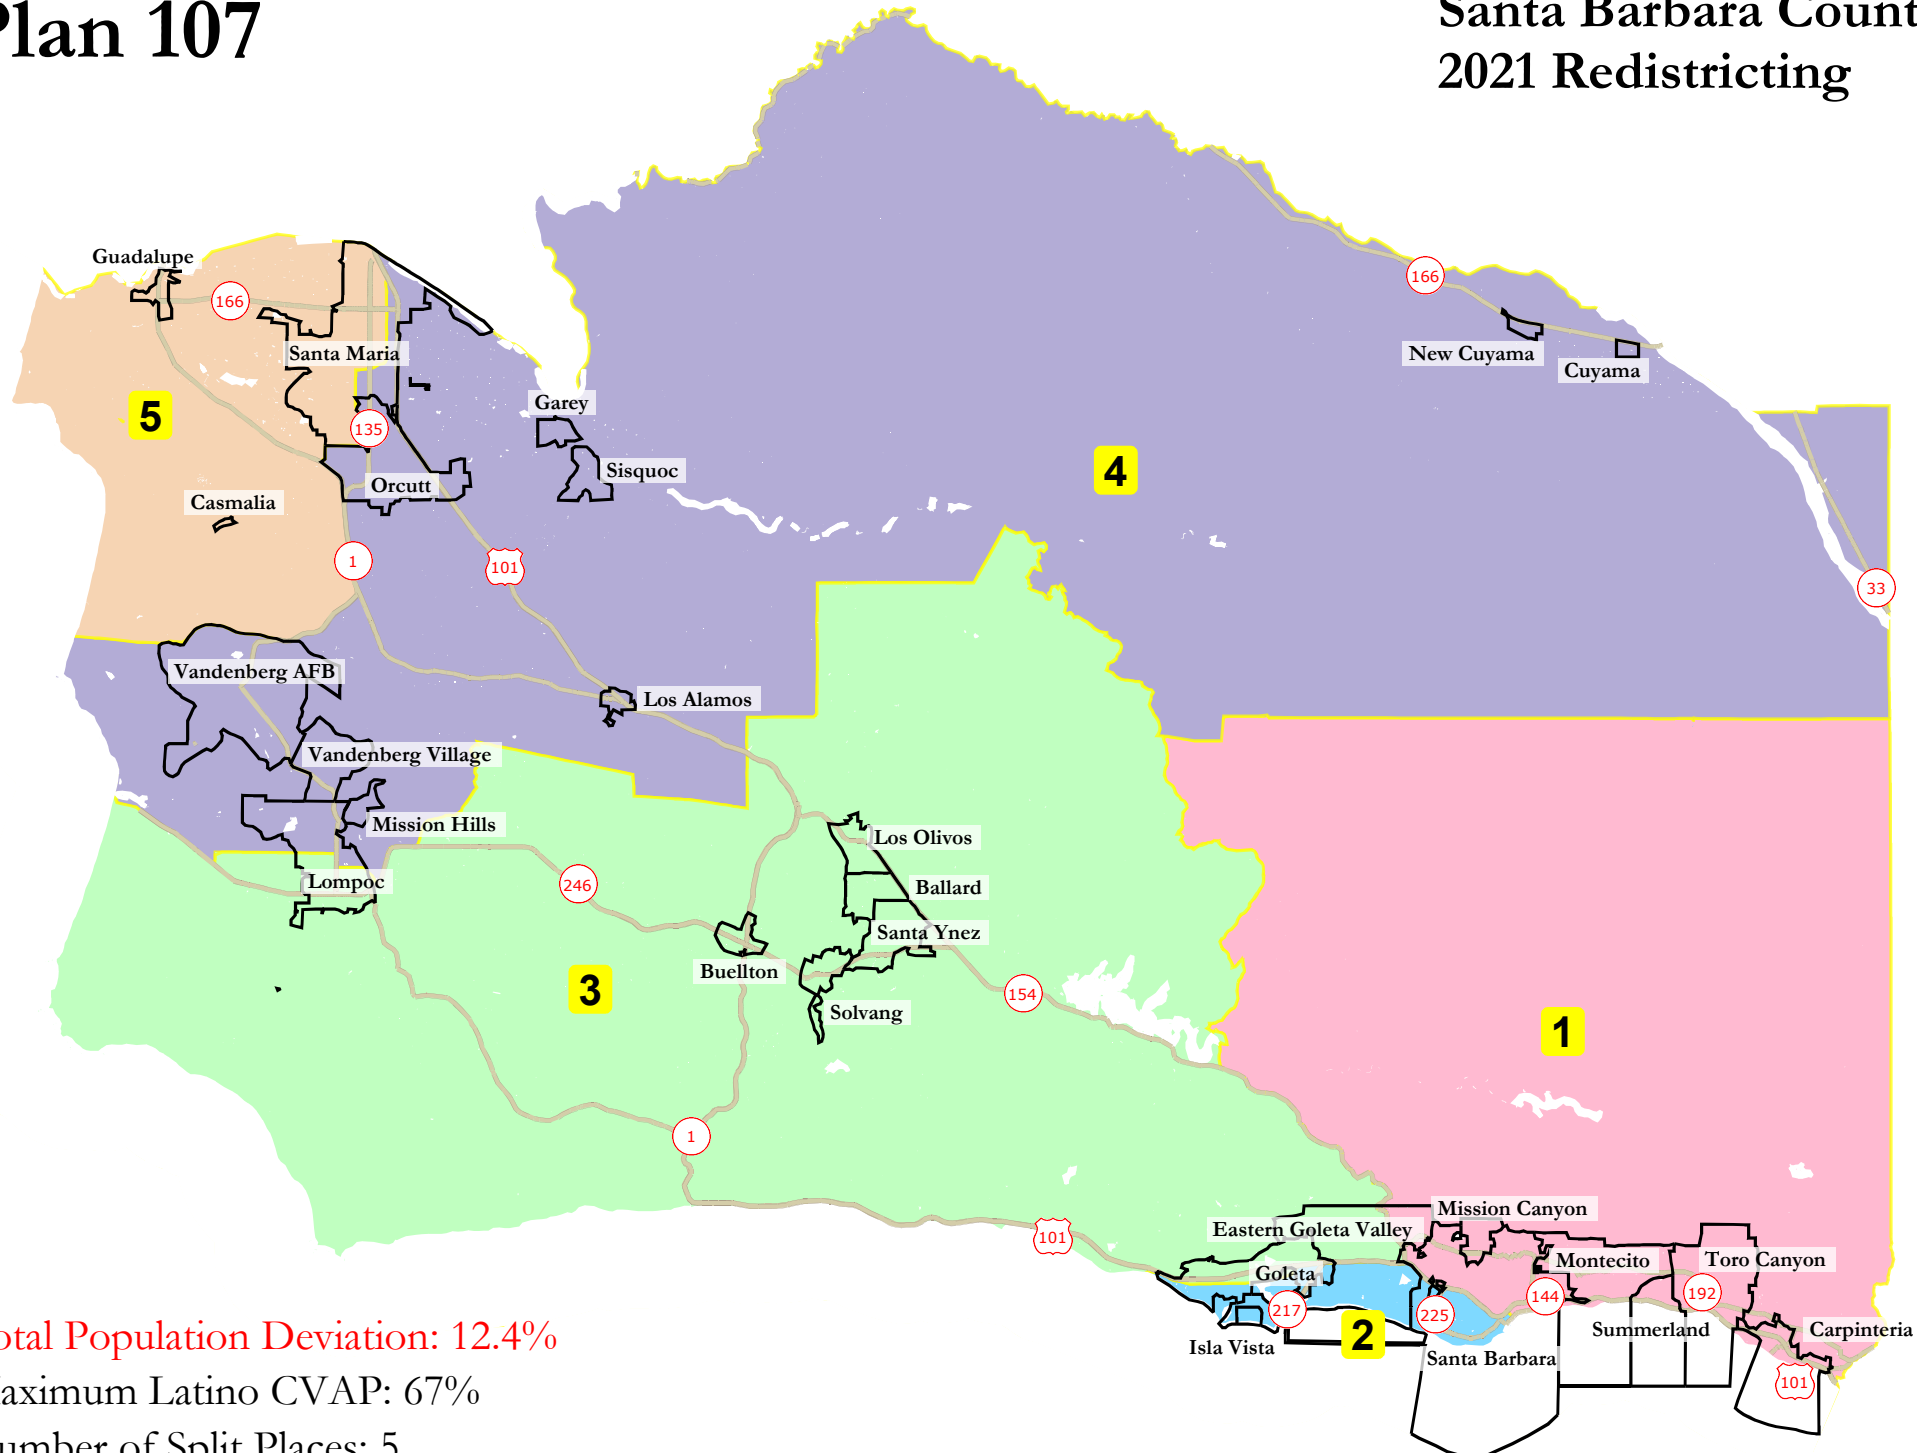 Plan 107
Santa Barbara Count
2021 Redistricting
Guadalupe
166
Santa Maria
5
135
Orcutt
Casmalia
Garey
Sisquoc
4
166
New Cuyama
Cuyama
33
1
101
Vandenberg AFB
Los Alamos
Vandenberg Village
Mission Hills
Lompoc
246
Los Olivos
Ballard
Santa Ynez
Buellton
Solvang
3
154
1
1
101
Mission Canyon
Eastern Goleta Valley
Goleta
Montecito
Toro Canyon
217
225
144
192
2
Isla Vista
Santa Barbara
Summerland
Carpinteria
101
otal Population Deviation: 12.4%
aximum Latino CVAP: 67%
umber of Split Places: 5